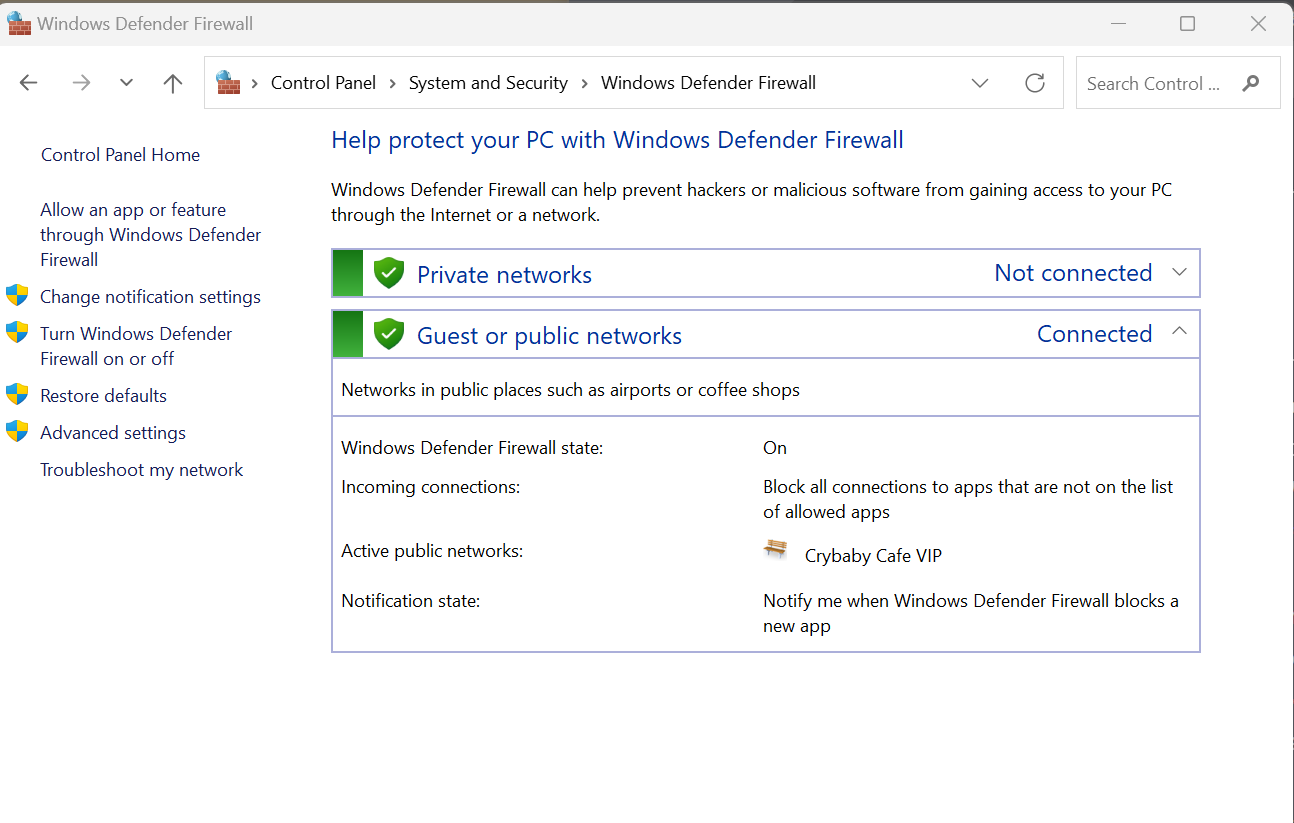 Windows Defender Firewall
Control Panel > System and Security > Windows Defender Firewall
Search Control ...
Control Panel Home
Allow an app or feature
through Windows Defender
Firewall
Change notification settings
Turn Windows Defender
Firewall on or off
Restore defaults
Advanced settings
Troubleshoot my network
Help protect your PC with Windows Defender Firewall
Windows Defender Firewall can help prevent hackers or malicious software from gaining access to your PC
through the Internet or a network.
Private networks Not connected
Guest or public networks Connected
Networks in public places such as airports or coffee shops
Windows Defender Firewall state: On
Incoming connections: Block all connections to apps that are not on the list
of allowed apps
Active public networks: Crybaby Cafe VIP
Notification state: Notify me when Windows Defender Firewall blocks a
new app